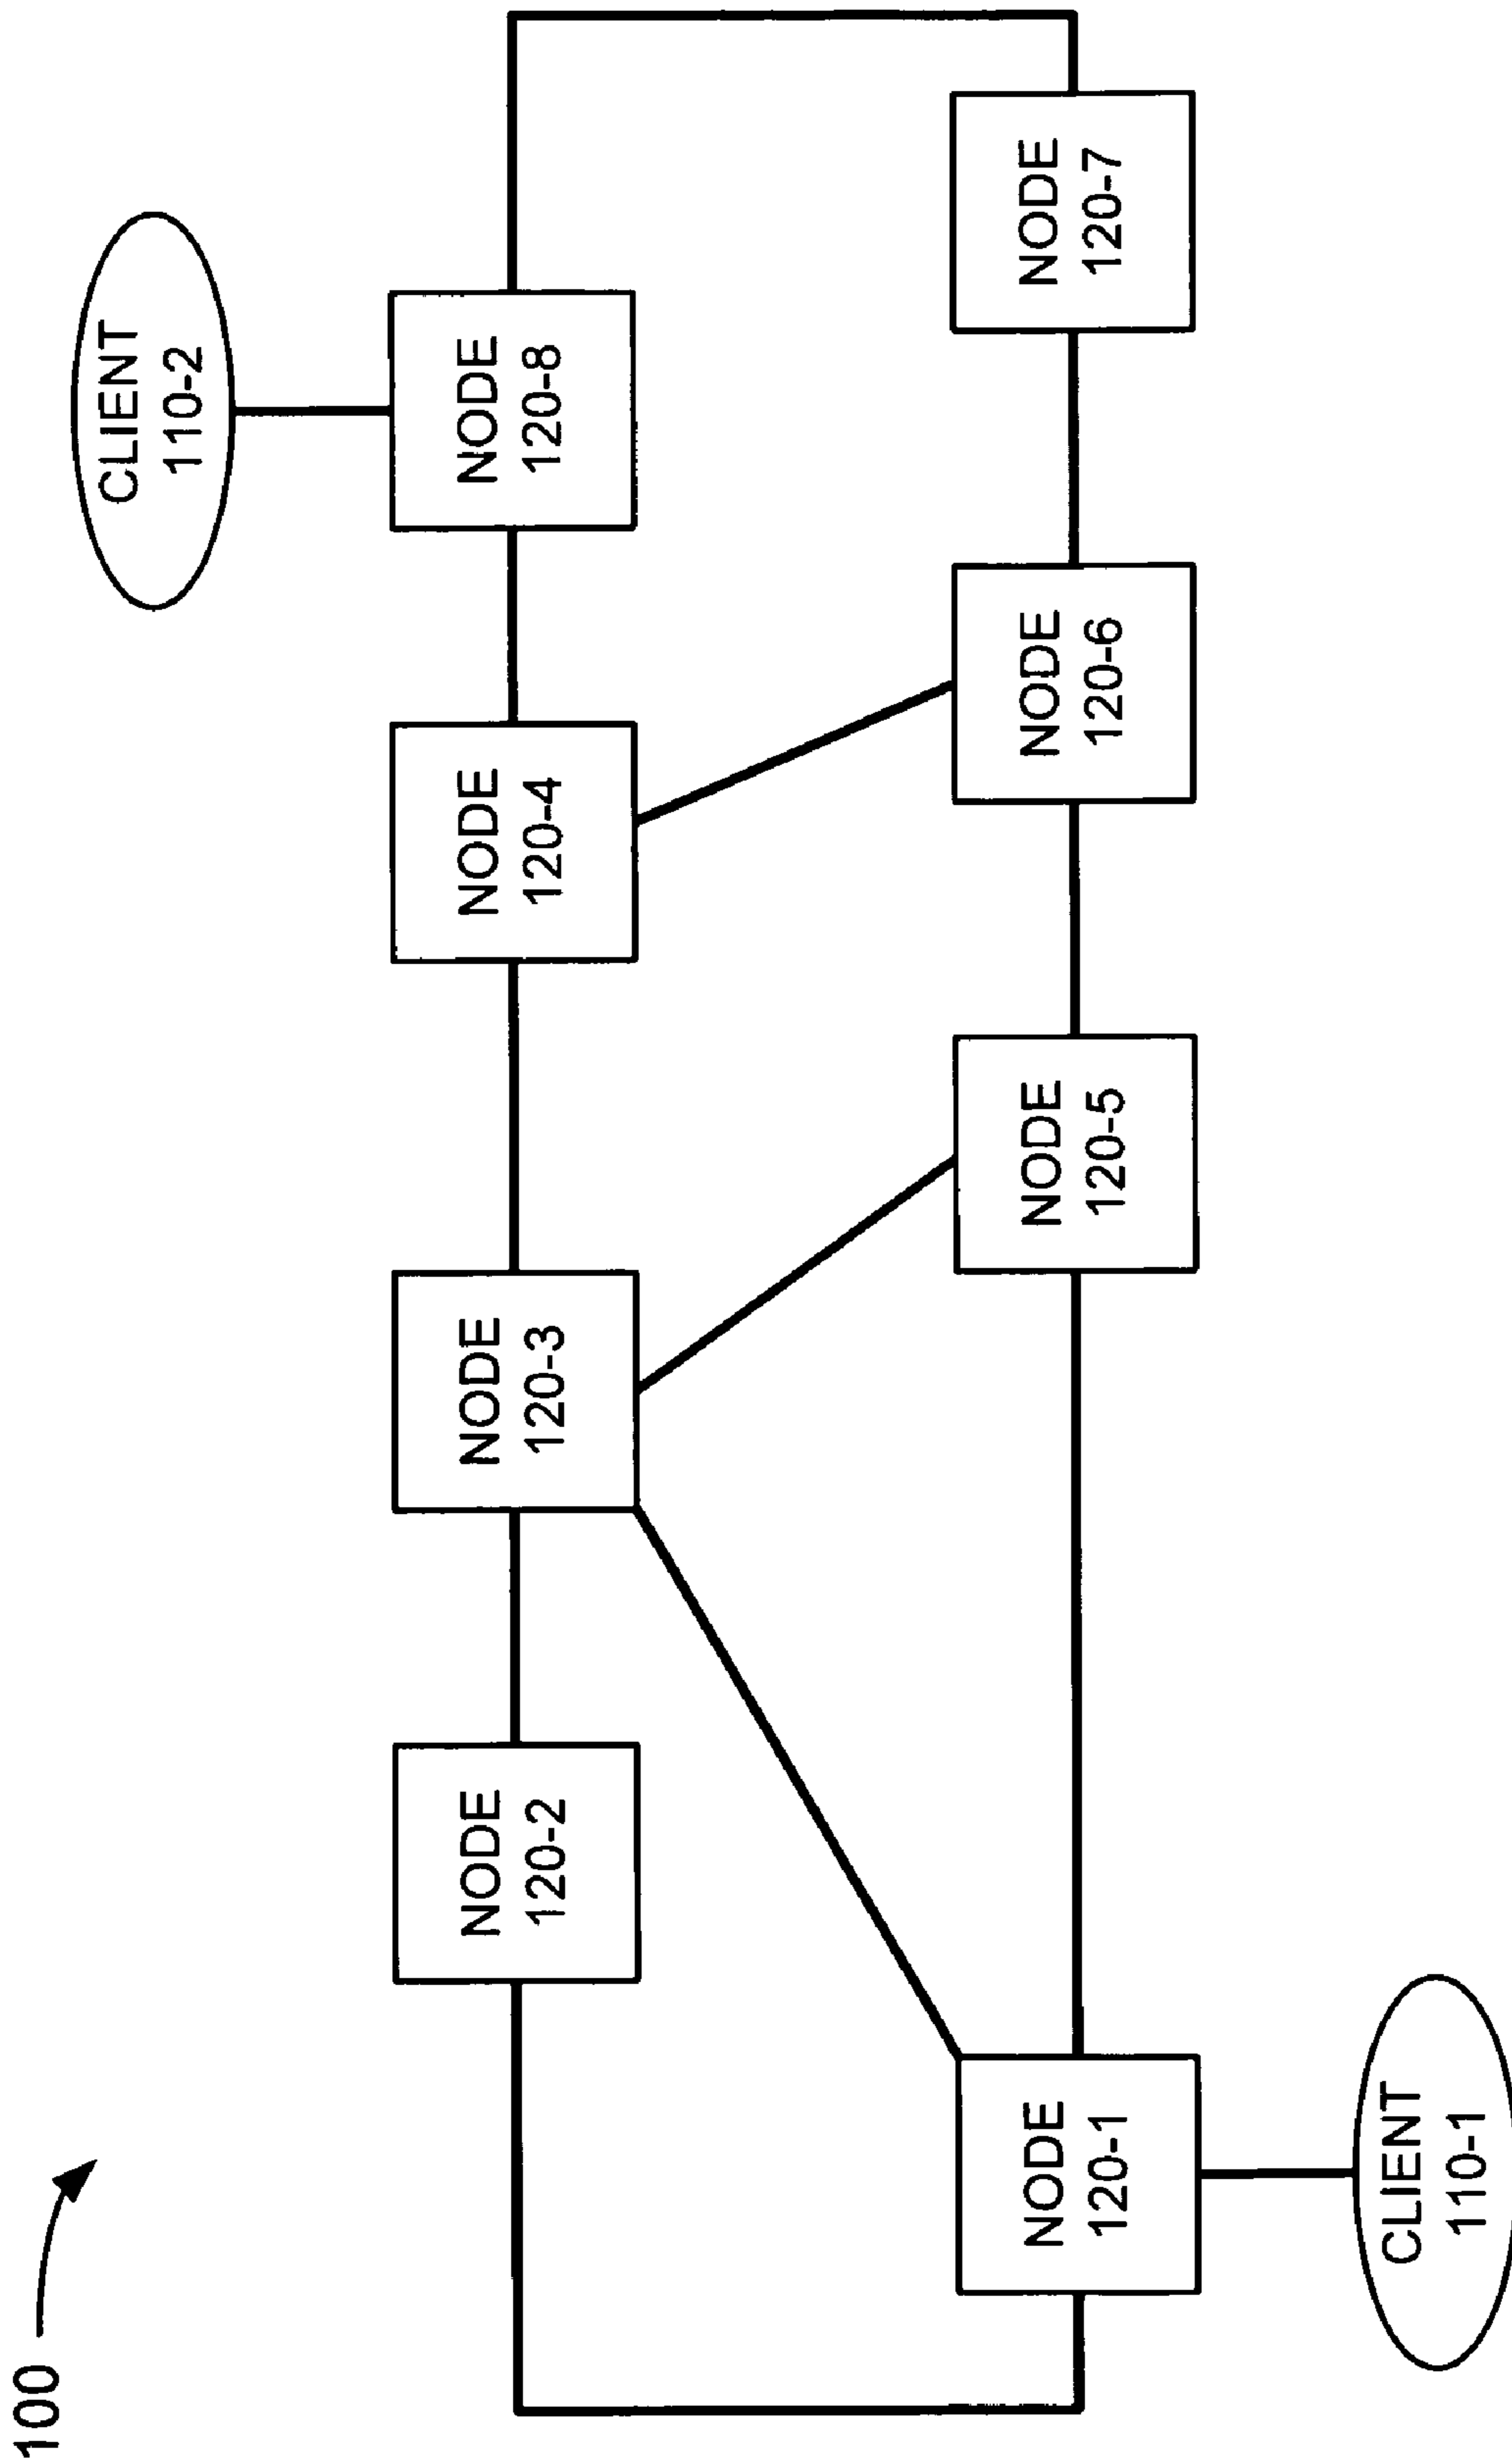 100
CLIENT
110-2
NODE
120-2
NODE
120-3
NODE
120-4
NODE
120-8
NODE
120-1
NODE
120-5
NODE
120-6
NODE
120-7
CLIENT
110-1